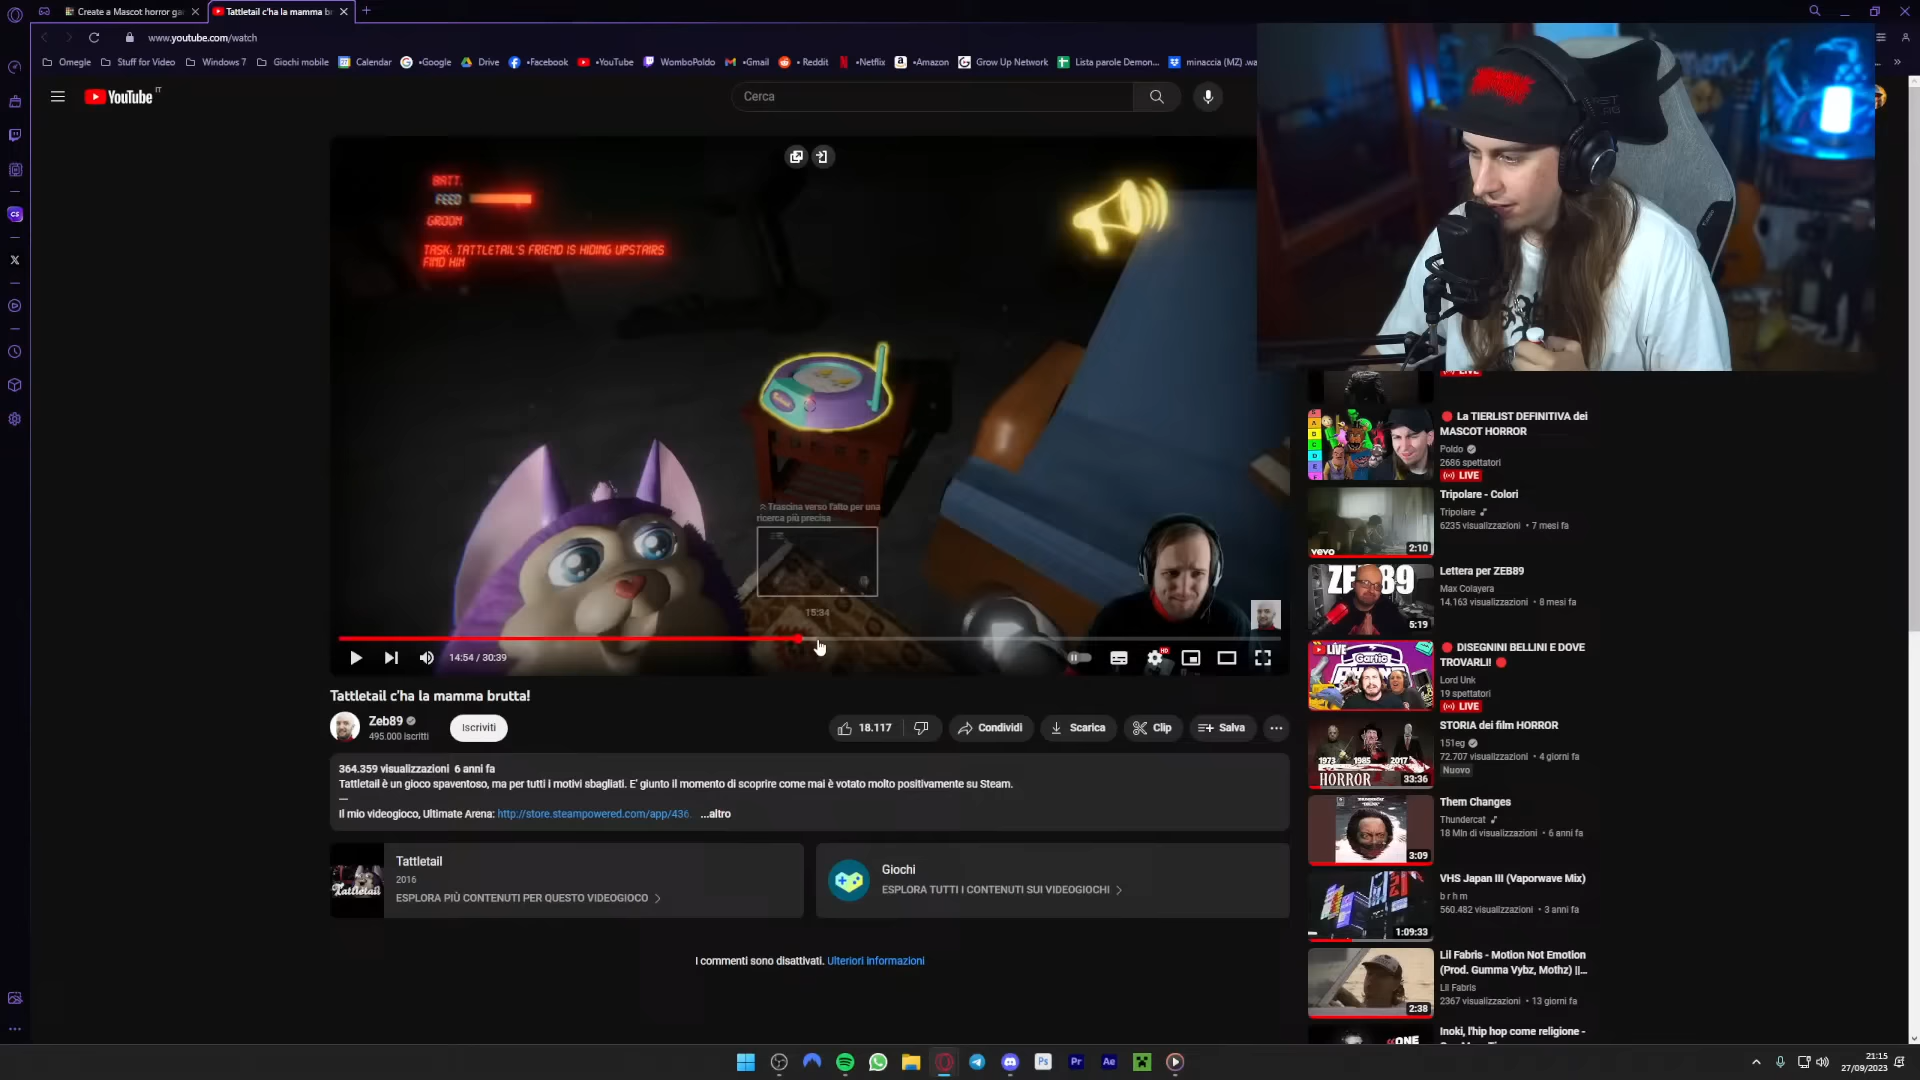 Create a Mascot horror ga
Tattletail c'ha la mamma b
www.youtube.com/watch
Omegle
Stuff for Video
Windows 7
Giochi mobile
Calendar
•Google
Drive
•Facebook
•YouTube
WomboPoldo
•Gmail
• Reddit
•Netflix
•Amazon
Grow Up Network
Lista parole Demon...
minaccia (MZ) .wa
YouTube IT
Cerca
BATT.
FEED
GROOM
TASK: TATTLETAIL'S FRIEND IS HIDING UPSTAIRS
FIND HIM
Trascina verso l'alto per una
ricerca più precisa
15:34
14:54 / 30:39
HD
Tattletail c'ha la mamma brutta!
Zeb89
495.000 iscritti
Iscriviti
18.117
Condividi
Scarica
Clip
Salva
364.359 visualizzazioni 6 anni fa
Tattletail è un gioco spaventoso, ma per tutti i motivi sbagliati. E' giunto il momento di scoprire come mai è votato molto positivamente su Steam.
—
Il mio videogioco, Ultimate Arena: http://store.steampowered.com/app/436. ...altro
Tattletail
Tattletail
2016
ESPLORA PIÙ CONTENUTI PER QUESTO VIDEOGIOCO
Giochi
ESPLORA TUTTI I CONTENUTI SUI VIDEOGIOCHI
I commenti sono disattivati. Ulteriori informazioni
LIVE
La TIERLIST DEFINITIVA dei
MASCOT HORROR
Poldo
2686 spettatori
LIVE
Tripolare - Colori
Tripolare
6235 visualizzazioni • 7 mesi fa
vevo
2:10
Lettera per ZEB89
Max Colayera
14.163 visualizzazioni • 8 mesi fa
ZEB89
5:19
DISEGNINI BELLINI E DOVE
TROVARLI!
Lord Unk
19 spettatori
LIVE
LIVE
Gartic
STORIA dei film HORROR
151eg
72.707 visualizzazioni • 4 giorni fa
Nuovo
1973 1985 2017
HORROR
33:36
Them Changes
Thundercat
18 Mln di visualizzazioni • 6 anni fa
3:09
VHS Japan III (Vaporwave Mix)
b r h m
560.482 visualizzazioni • 3 anni fa
1:09:33
Lil Fabris - Motion Not Emotion
(Prod. Gumma Vybz, Mothz) ||...
Lil Fabris
2367 visualizzazioni • 13 giorni fa
2:38
Inoki, l'hip hop come religione -
Ps
Pr
Ae
21:15
27/09/2023